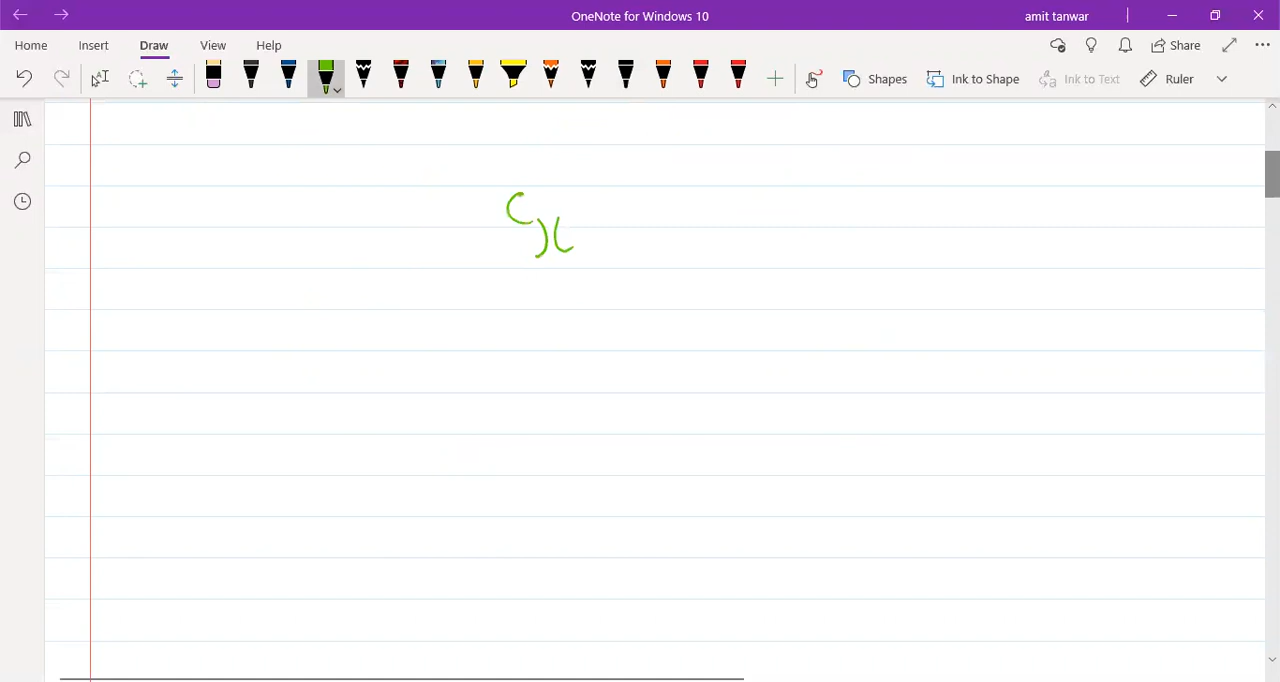 OneNote for Windows 10
amit tanwar
Home Insert Draw View Help
Share
Shapes Ink to Shape Ink to Text Ruler